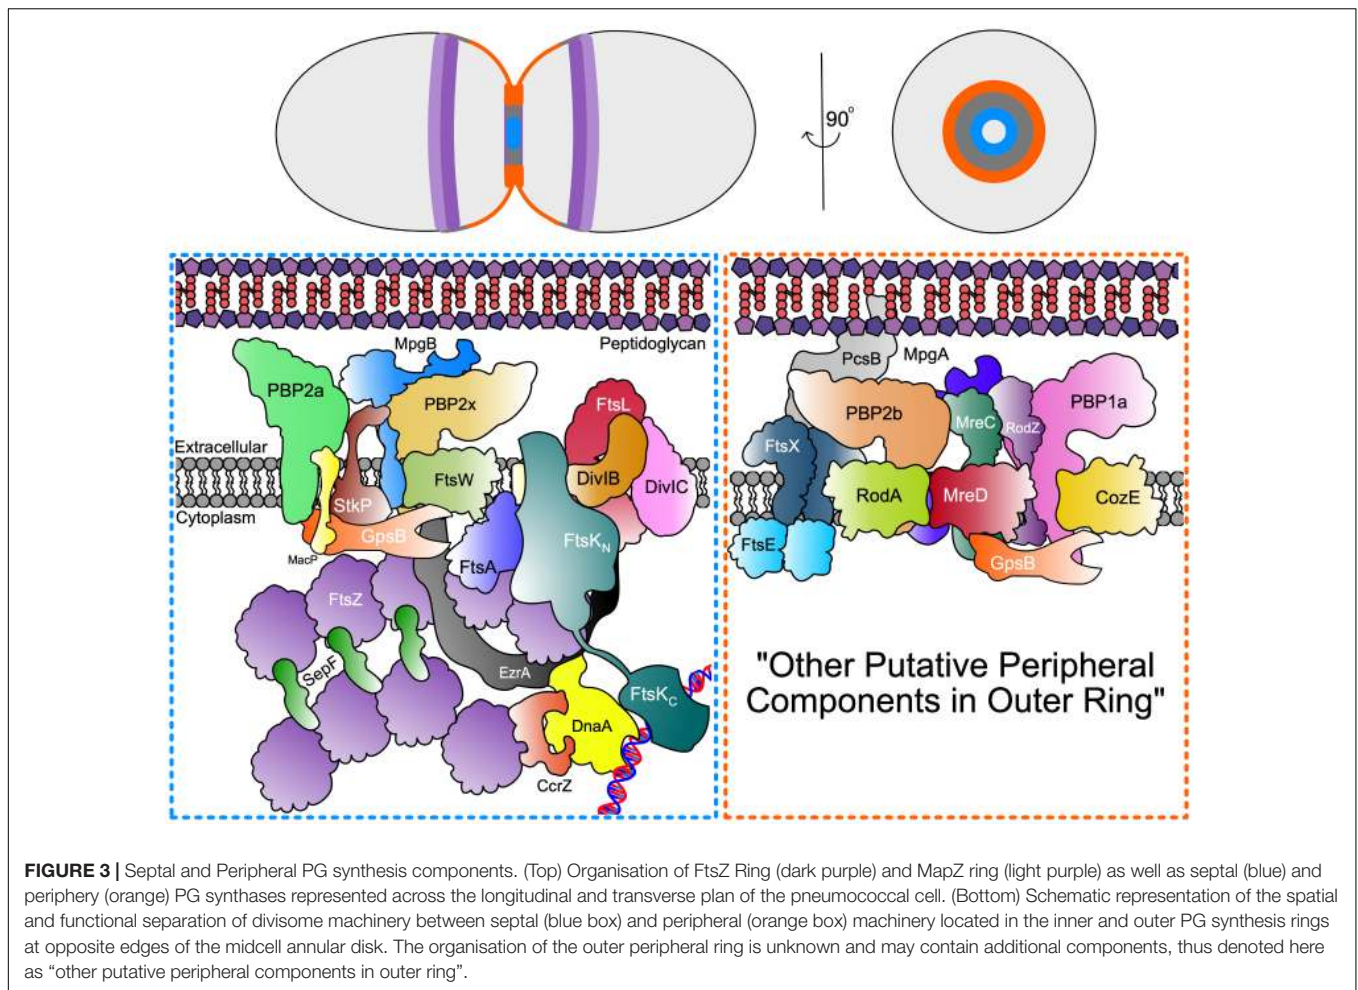 90°
MpgB
Peptidoglycan
PBP2a
PBP2x
FtsL
Extracellular
FtsW
DivIB
DivIC
StkP
Cytoplasm
GpsB
MacP
FtsA
FtsK N
FtsZ
SepF
EzrA
FtsK C
DnaA
CcrZ
PcsB
MpgA
PBP2b
MreC
RodZ
PBP1a
FtsX
RodA
MreD
CozE
FtsE
GpsB
"Other Putative Peripheral
Components in Outer Ring"
FIGURE 3 | Septal and Peripheral PG synthesis components. (Top) Organisation of FtsZ Ring (dark purple) and MapZ ring (light purple) as well as septal (blue) and
periphery (orange) PG synthases represented across the longitudinal and transverse plan of the pneumococcal cell. (Bottom) Schematic representation of the spatial
and functional separation of divisome machinery between septal (blue box) and peripheral (orange box) machinery located in the inner and outer PG synthesis rings
at opposite edges of the midcell annular disk. The organisation of the outer peripheral ring is unknown and may contain additional components, thus denoted here
as “other putative peripheral components in outer ring”.